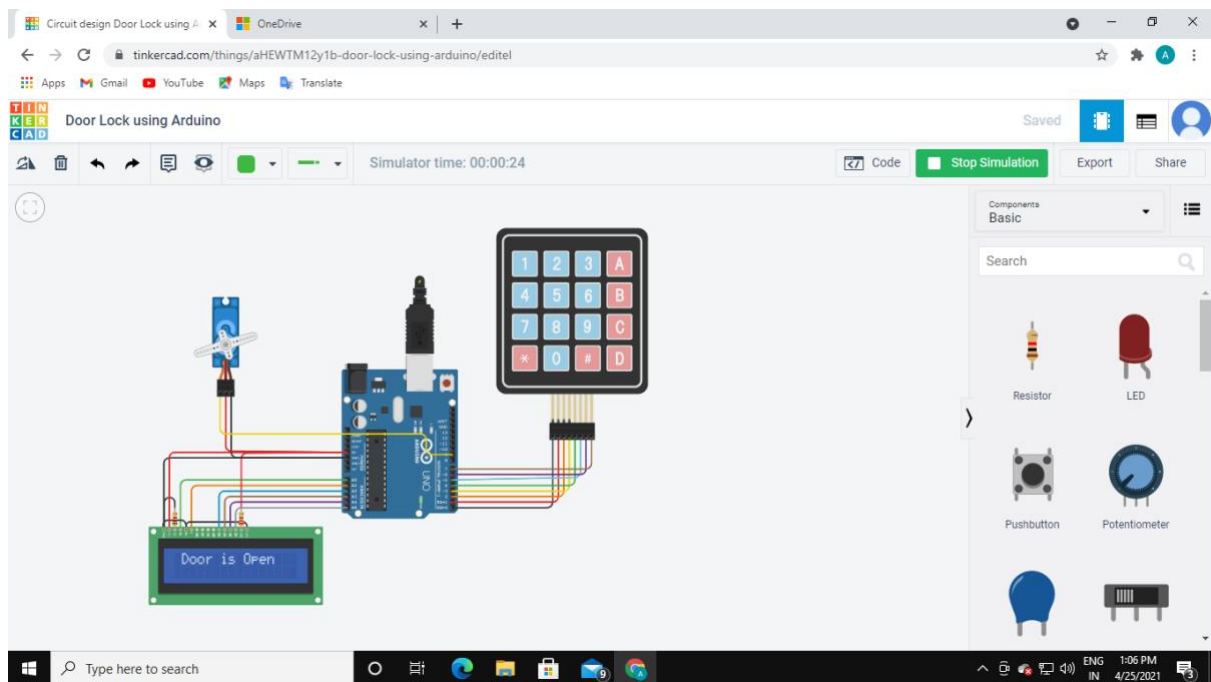 Circuit design Door Lock using A
OneDrive
tinkercad.com/things/aHEWTM12y1b-door-lock-using-arduino/editel
Apps
Gmail
YouTube
Maps
Translate
TIN
KER
CAD
Door Lock using Arduino
Saved
Simulator time: 00:00:24
Code
Stop Simulation
Export
Share
Components
Basic
Search
1 2 3 A
4 5 6 B
7 8 9 C
* 0 # D
UNO
Door is Open
Resistor
LED
Pushbutton
Potentiometer
Type here to search
9
ENG
IN
1:06 PM
4/25/2021
3